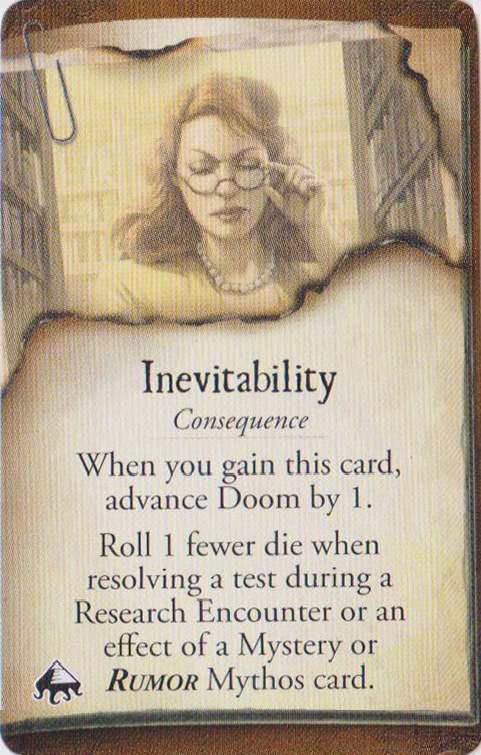 Inevitability
Consequence
When you gain this card,
advance Doom by 1.
Roll 1 fewer die when
resolving a test during a
Research Encounter or an
effect of a Mystery or
RUMOR Mythos card.